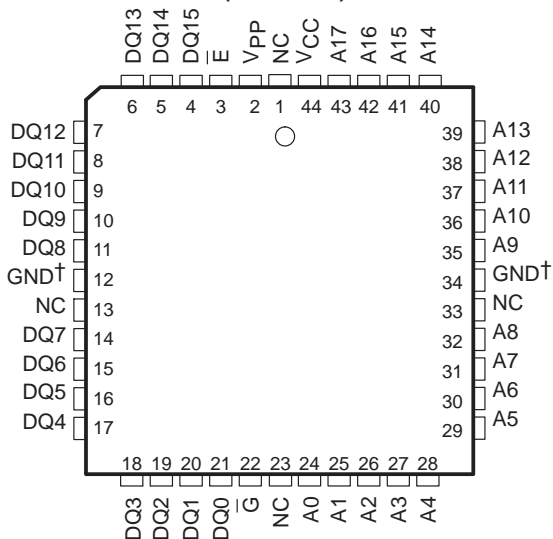 DQ13 DQ14 DQ15 E VPP NC VCC A17 A16 A15 A14
6 5 4 3 2 1 44 43 42 41 40
DQ12 7 39 A13
DQ11 8 38 A12
DQ10 9 37 A11
DQ9 10 36 A10
DQ8 11 35 A9
GND† 12 34 GND†
NC 13 33 NC
DQ7 14 32 A8
DQ6 15 31 A7
DQ5 16 30 A6
DQ4 17 29 A5
18 19 20 21 22 23 24 25 26 27 28
DQ3 DQ2 DQ1 DQ0 G NC A0 A1 A2 A3 A4